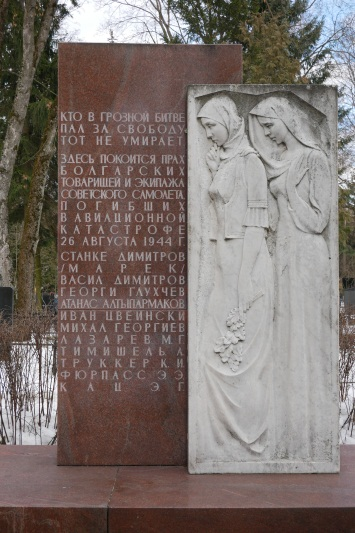 КТО В ГРОЗНОЙ БИТВЕ
ПАЛ ЗА СВОБОДУ
ТОТ НЕ УМИРАЕТ
ЗДЕСЬ ПОКОИТСЯ ПРАХ
БОЛГАРСКИХ
ТОВАРИЩЕЙ И ЭКИПАЖА
СОВЕТСКОГО САМОЛЕТА,
ПОГИБШИХ
В АВИАЦИОННОЙ
КАТАСТРОФЕ
26 АВГУСТА 1944 Г.
СТАНКЕ ДИМИТРОВ
/МАРЕК/
ВАСИЛ ДИМИТРОВ
ГЕОРГИ ГЛУХЧЕВ
АТАНАС АЛТЫПАРМАКОВ
ИВАН ЦВЕИНСКИ
МИХАЛ ГЕОРГИЕВ
ЛАЗАРЕВ М.Г.
ТИМИШЕЛЬ А.
ТРУККЕР К.И.
ФЮРПАСС Э.Э.
КАЦ Э.Г.